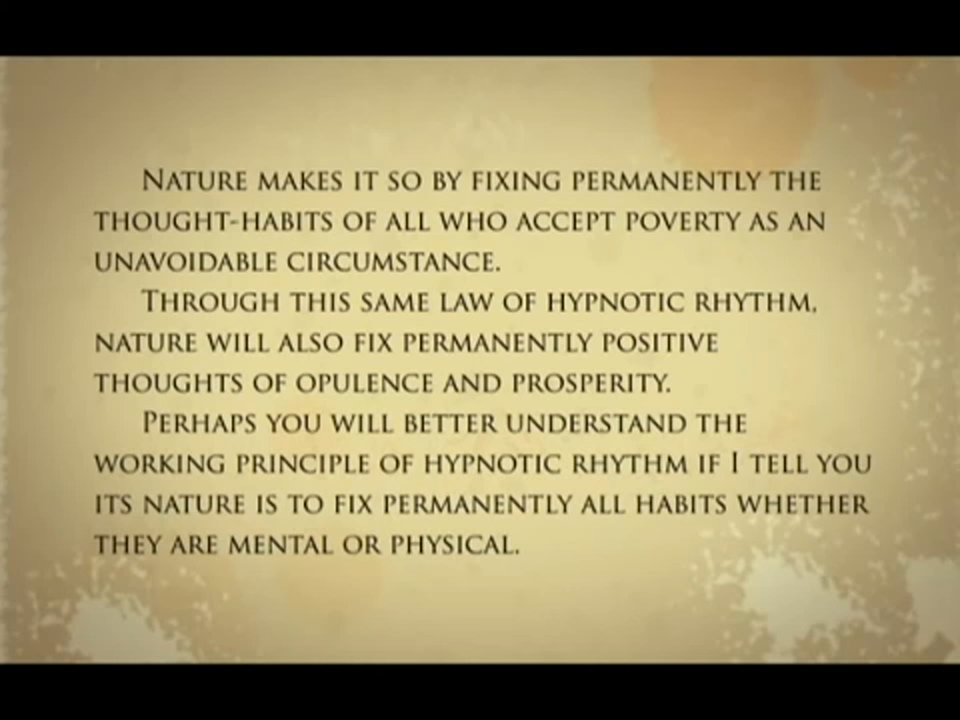 Nature makes it so by fixing permanently the
thought-habits of all who accept poverty as an
unavoidable circumstance.
Through this same law of hypnotic rhythm,
nature will also fix permanently positive
thoughts of opulence and prosperity.
Perhaps you will better understand the
working principle of hypnotic rhythm if I tell you
its nature is to fix permanently all habits whether
they are mental or physical.